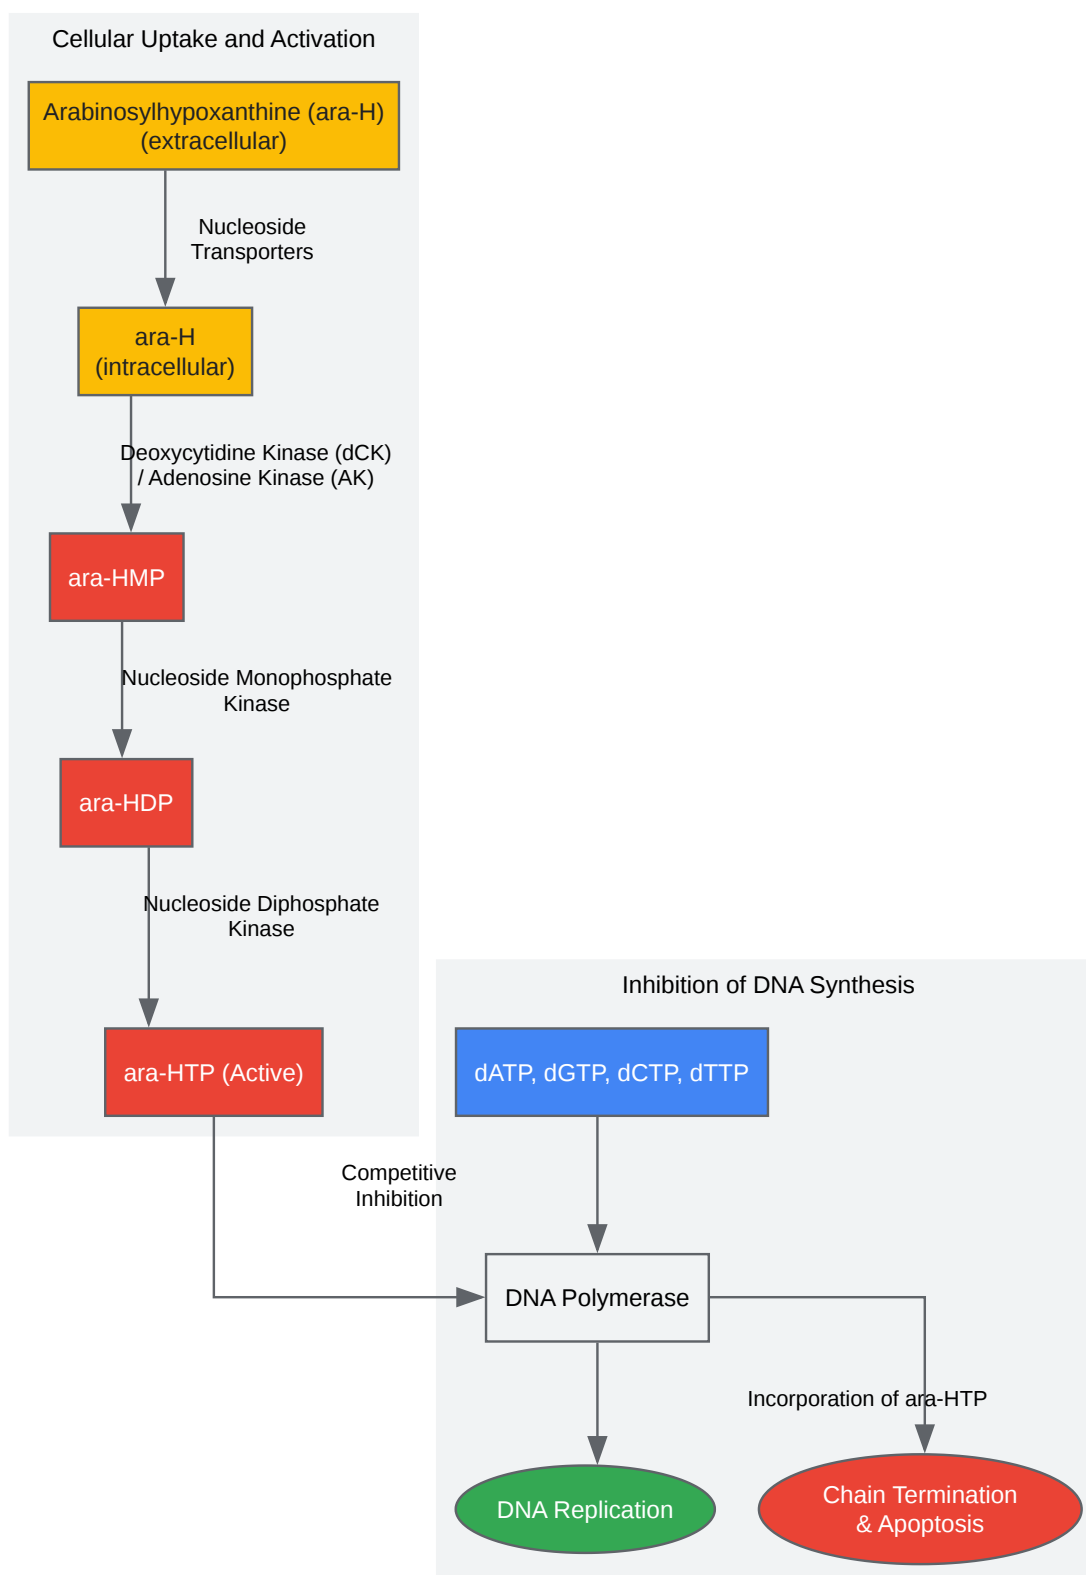 Cellular Uptake and Activation
Arabinosylhypoxanthine (ara-H)
(extracellular)
Nucleoside
Transporters
ara-H
(intracellular)
Deoxycytidine Kinase (dCK)
/ Adenosine Kinase (AK)
ara-HMP
Nucleoside Monophosphate
Kinase
ara-HDP
Nucleoside Diphosphate
Kinase
ara-HTP (Active)
Inhibition of DNA Synthesis
dATP, dGTP, dCTP, dTTP
Competitive
Inhibition
DNA Polymerase
Incorporation of ara-HTP
DNA Replication
Chain Termination
& Apoptosis